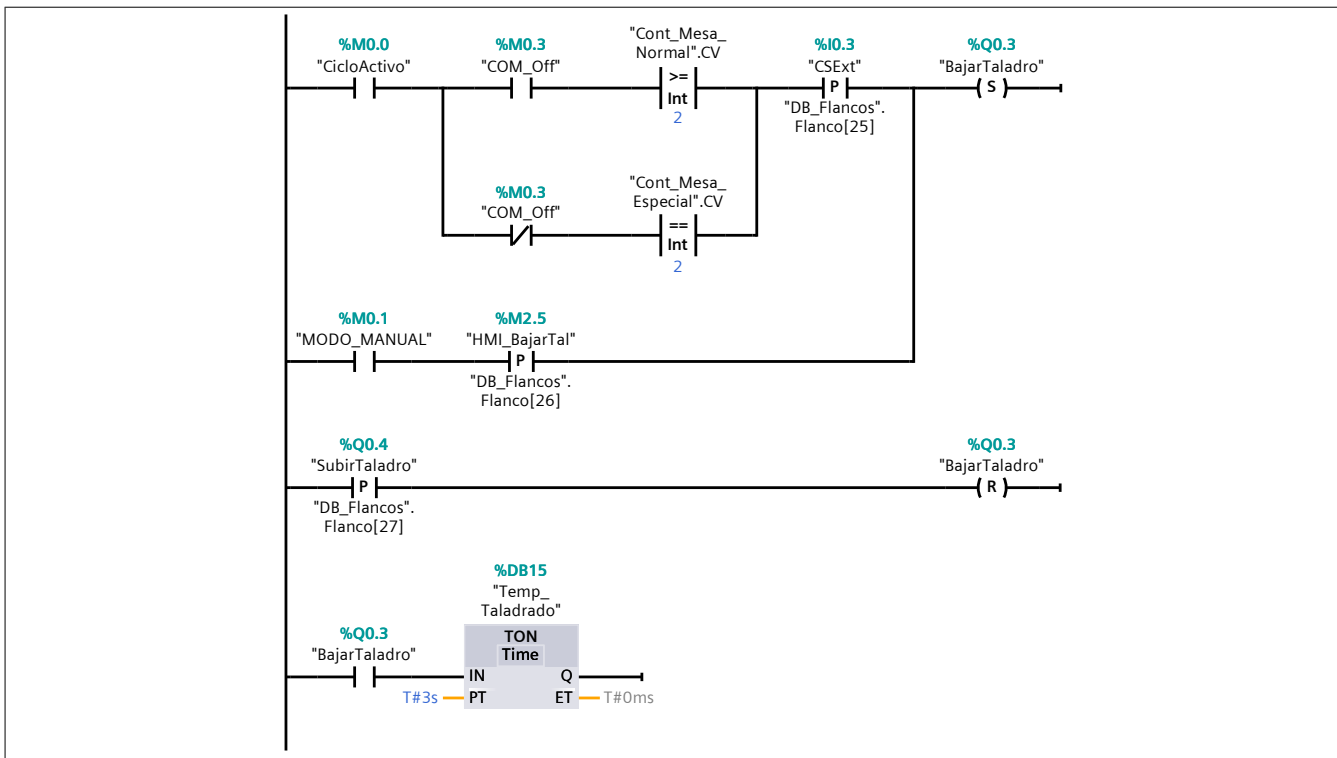 "Cont_Mesa_
Normal".CV
%M0.0
%M0.3
%I0.3
%Q0.3
"CicloActivo"
"COM_Off"
"CSExt"
"BajarTaladro"
>=
Int
2
P
S
"DB_Flancos".
Flanco[25]
"Cont_Mesa_
Especial".CV
%M0.3
"COM_Off"
==
Int
2
%M0.1
%M2.5
"MODO_MANUAL"
"HMI_BajarTal"
P
"DB_Flancos".
Flanco[26]
%Q0.4
%Q0.3
"SubirTaladro"
"BajarTaladro"
P
R
"DB_Flancos".
Flanco[27]
%DB15
"Temp_
Taladrado"
%Q0.3
"BajarTaladro"
TON
Time
IN
Q
T#3s
PT
ET
T#0ms